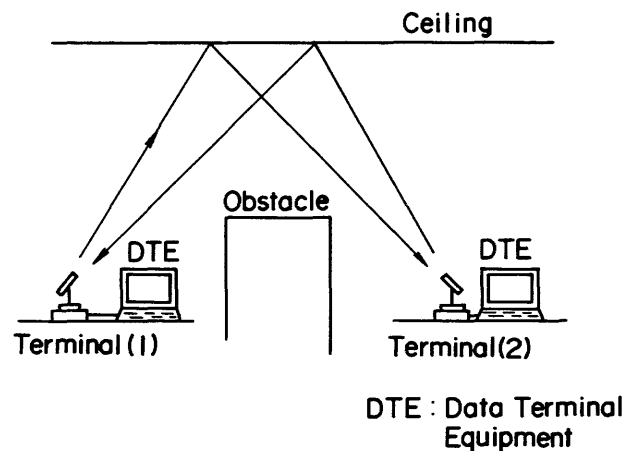 Ceiling
Obstacle
DTE
DTE
Terminal(1)
Terminal(2)
DTE : Data Terminal
Equipment